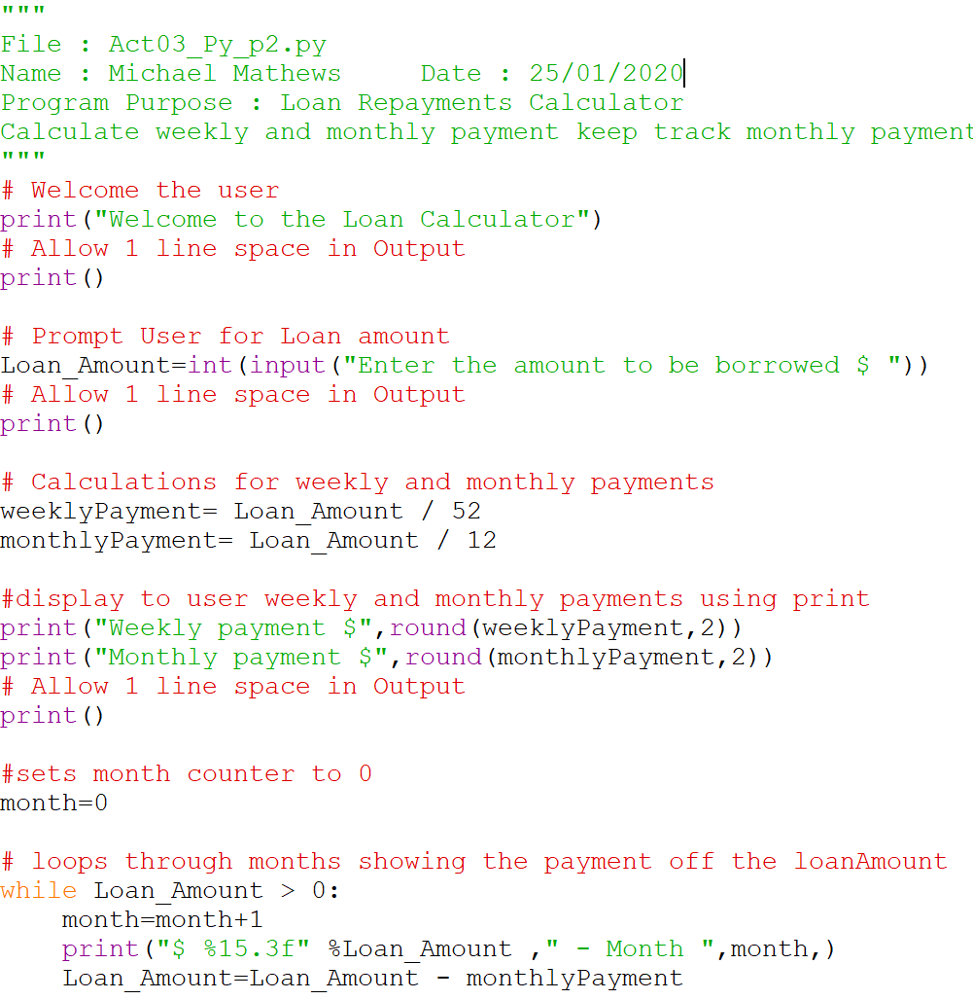 """
File : Act03_Py_p2.py
Name : Michael Mathews     Date : 25/01/2020
Program Purpose : Loan Repayments Calculator
Calculate weekly and monthly payment keep track monthly payment
"""
# Welcome the user
print("Welcome to the Loan Calculator")
# Allow 1 line space in Output
print()

# Prompt User for Loan amount
Loan_Amount=int(input("Enter the amount to be borrowed $ "))
# Allow 1 line space in Output
print()

# Calculations for weekly and monthly payments
weeklyPayment= Loan_Amount / 52
monthlyPayment= Loan_Amount / 12

#display to user weekly and monthly payments using print
print("Weekly payment $",round(weeklyPayment,2))
print("Monthly payment $",round(monthlyPayment,2))
# Allow 1 line space in Output
print()

#sets month counter to 0
month=0

# loops through months showing the payment off the loanAmount
while Loan_Amount > 0:
    month=month+1
    print("$ %15.3f" %Loan_Amount ," - Month ",month,)
    Loan_Amount=Loan_Amount - monthlyPayment